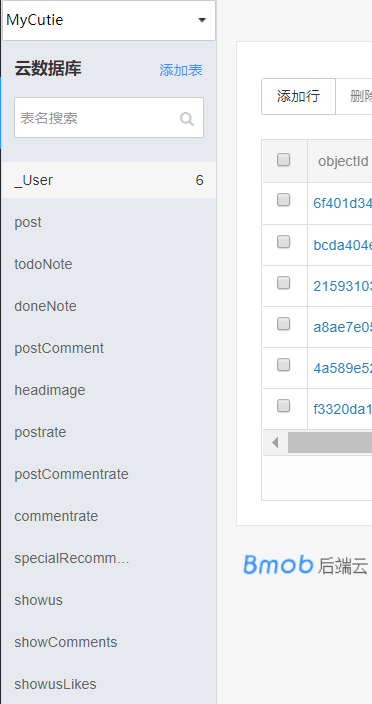 MyCutie
云数据库 添加表
表名搜索
_User 6
post
todoNote
doneNote
postComment
headimage
postrate
postCommentrate
commentrate
specialRecomm…
showus
showComments
showusLikes
添加行 删除
objectId
6f401d34
bcda404e
21593103
a8ae7e05
4a589e52
f3320da1
Bmob 后端云